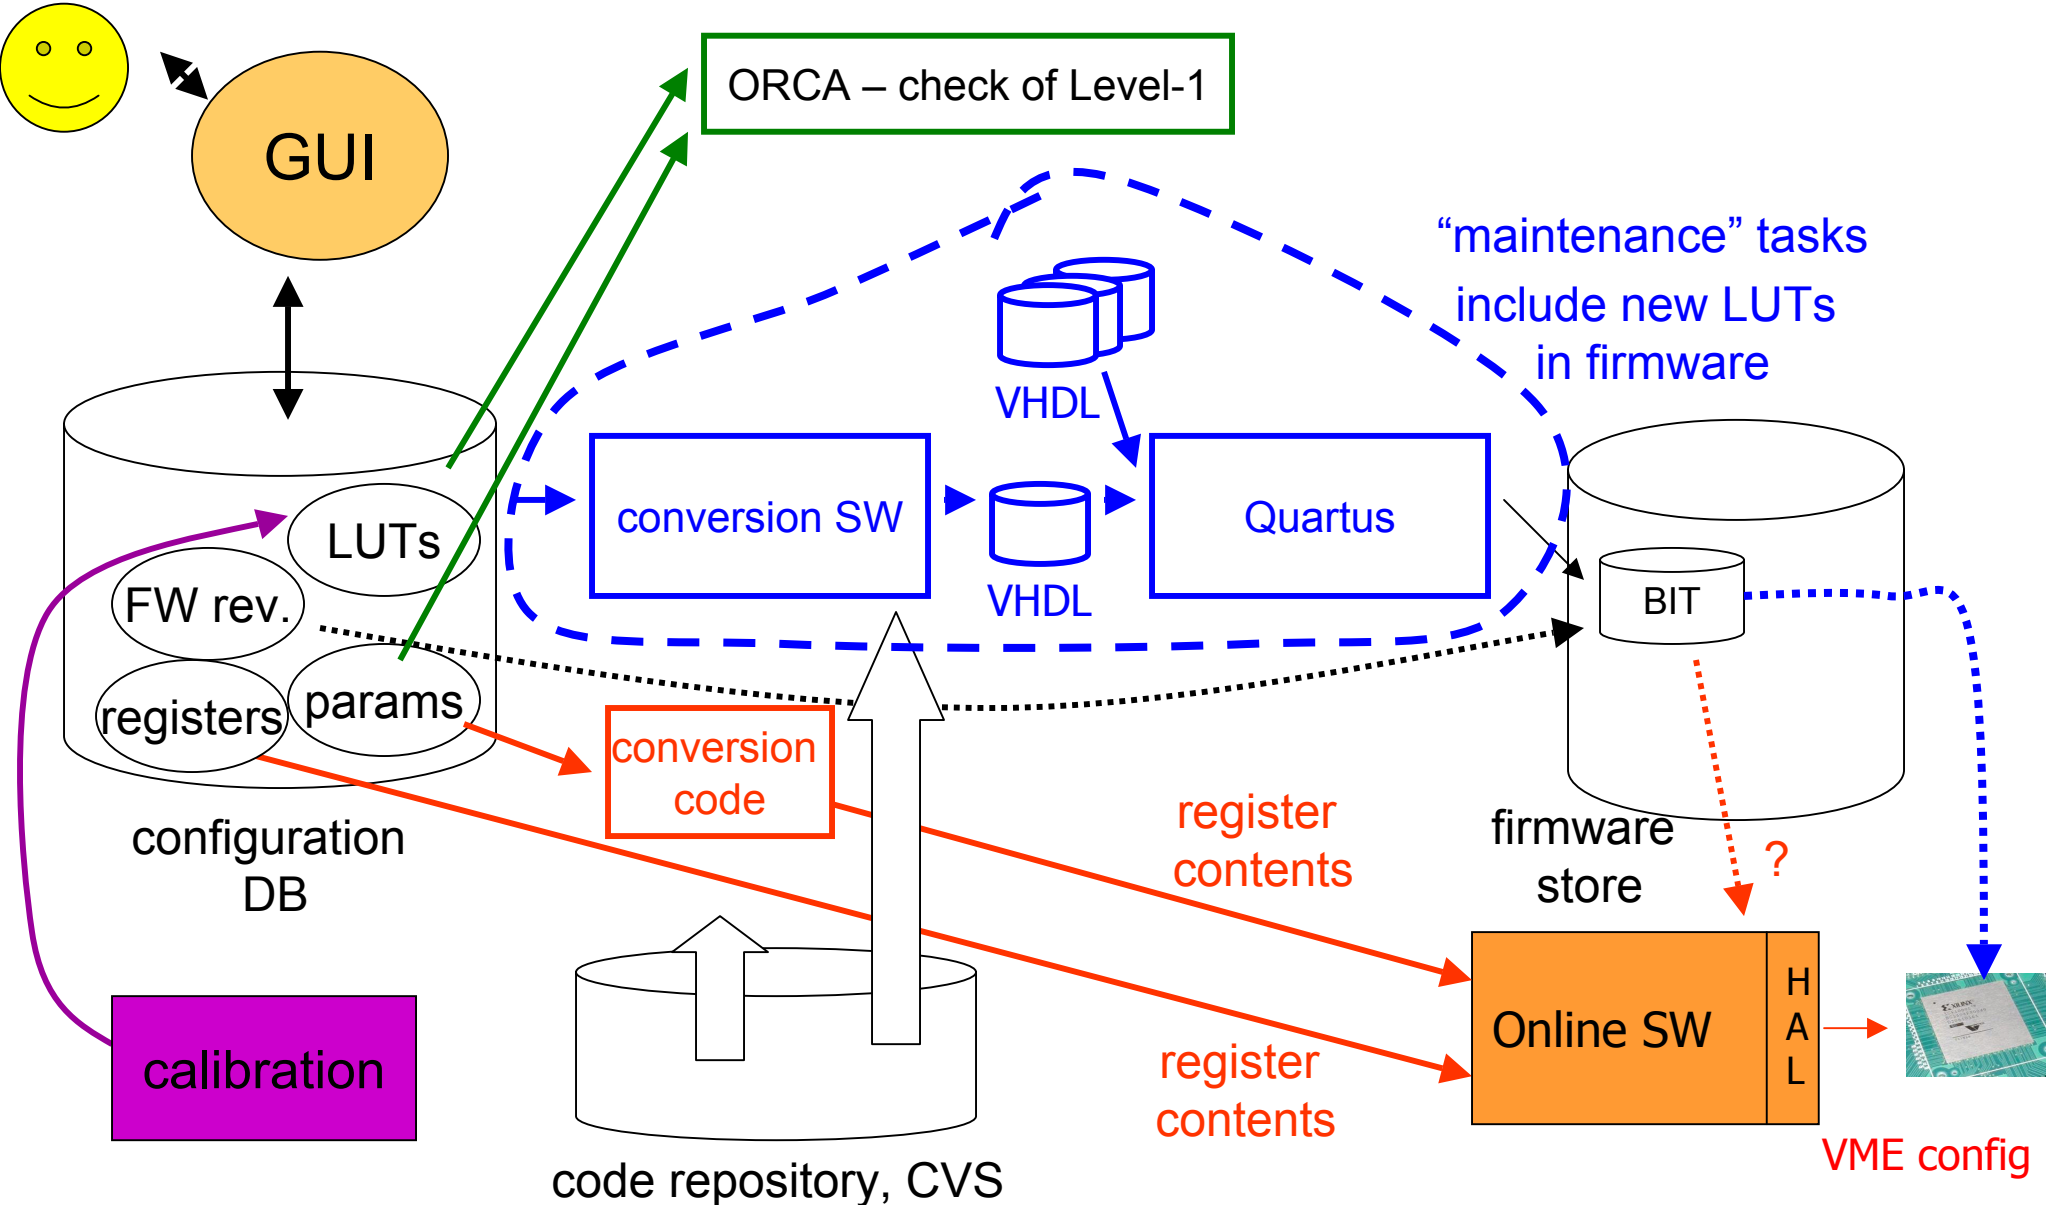 ORCA – check of Level-1
GUI
“maintenance” tasks
include new LUTs
in firmware
VHDL
LUTs
conversion SW
Quartus
FW rev.
VHDL
BIT
registers
params
conversion
code
configuration
DB
register
contents
firmware
store
?
Online SW
H
A
L
XILINX
calibration
register
contents
VME config
code repository, CVS